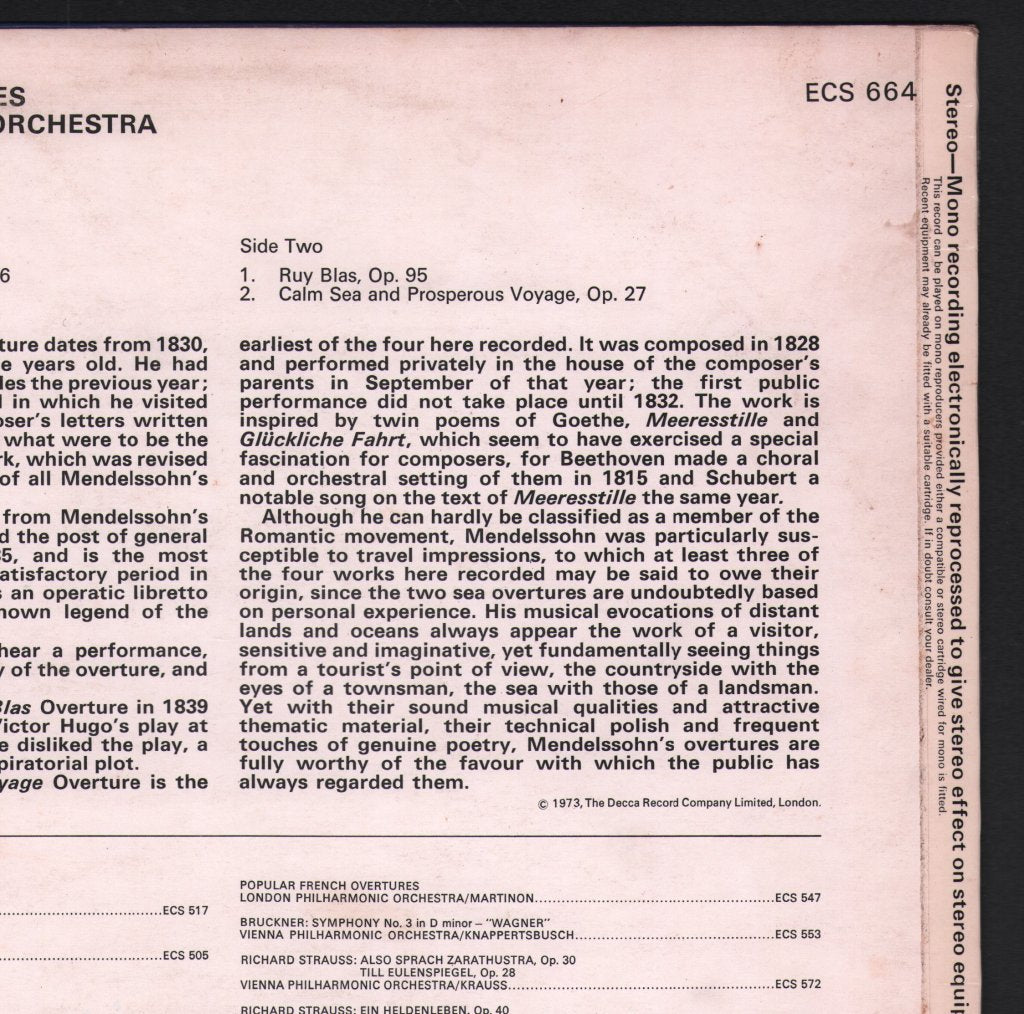 ES
ORCHESTRA
ECS 664
6
Side Two
1. Ruy Blas, Op. 95
2. Calm Sea and Prosperous Voyage, Op. 27
ture dates from 1830,
e years old. He had
les the previous year;
l in which he visited
oser's letters written
what were to be the
rk, which was revised
of all Mendelssohn's
from Mendelssohn's
d the post of general
35, and is the most
atisfactory period in
s an operatic libretto
nown legend of the
hear a performance,
y of the overture, and
Blas Overture in 1839
Victor Hugo's play at
e disliked the play, a
piratorial plot.
yage Overture is the
earliest of the four here recorded. It was composed in 1828
and performed privately in the house of the composer's
parents in September of that year; the first public
performance did not take place until 1832. The work is
inspired by twin poems of Goethe, Meeresstille and
Glückliche Fahrt, which seem to have exercised a special
fascination for composers, for Beethoven made a choral
and orchestral setting of them in 1815 and Schubert a
notable song on the text of Meeresstille the same year.
Although he can hardly be classified as a member of the
Romantic movement, Mendelssohn was particularly sus-
ceptible to travel impressions, to which at least three of
the four works here recorded may be said to owe their
origin, since the two sea overtures are undoubtedly based
on personal experience. His musical evocations of distant
lands and oceans always appear the work of a visitor,
sensitive and imaginative, yet fundamentally seeing things
from a tourist's point of view, the countryside with the
eyes of a townsman, the sea with those of a landsman.
Yet with their sound musical qualities and attractive
thematic material, their technical polish and frequent
touches of genuine poetry, Mendelssohn's overtures are
fully worthy of the favour with which the public has
always regarded them.
© 1973, The Decca Record Company Limited, London.
ECS 517
ECS 505
POPULAR FRENCH OVERTURES
LONDON PHILHARMONIC ORCHESTRA/MARTINON ECS 547
BRUCKNER: SYMPHONY No. 3 in D minor – "WAGNER"
VIENNA PHILHARMONIC ORCHESTRA/KNAPPERTSBUSCH ECS 553
RICHARD STRAUSS: ALSO SPRACH ZARATHUSTRA, Op. 30
TILL EULENSPIEGEL, Op. 28
VIENNA PHILHARMONIC ORCHESTRA/KRAUSS ECS 572
RICHARD STRAUSS: EIN HELDENLEBEN, Op. 40
Stereo—Mono recording electronically reprocessed to give stereo effect on stereo equip
This record can be played on mono reproducers provided either a compatible or stereo cartridge wired for mono is fitted.
Recent equipment may already be fitted with a suitable cartridge. If in doubt consult your dealer.